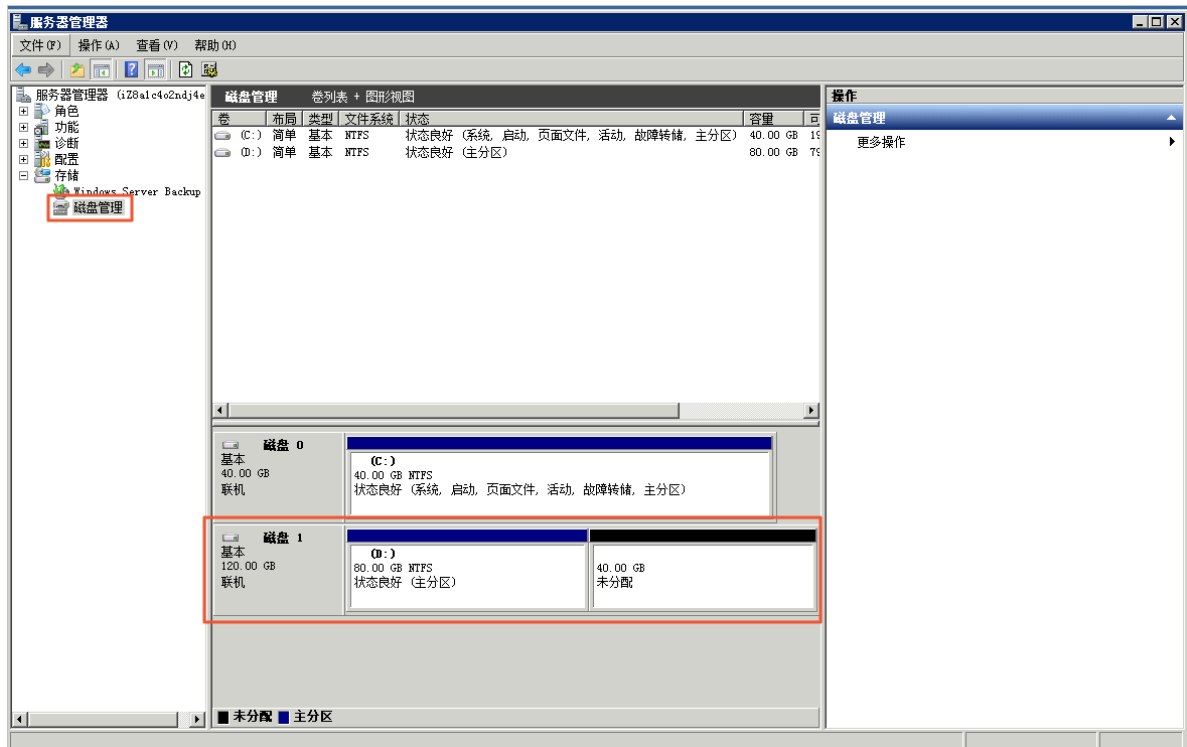 服务器管理器
文件(F) 操作(A) 查看(V) 帮助(H)
服务器管理器 (iZ8a1c4o2ndj4e
角色
功能
诊断
配置
存储
Windows Server Backup
磁盘管理
磁盘管理 卷列表 + 图形视图
卷 布局 类型 文件系统 状态 容量 可
(C:) 简单 基本 NTFS 状态良好 (系统, 启动, 页面文件, 活动, 故障转储, 主分区) 40.00 GB 19
(D:) 简单 基本 NTFS 状态良好 (主分区) 80.00 GB 79
磁盘 0
基本
40.00 GB
联机
(C:)
40.00 GB NTFS
状态良好 (系统, 启动, 页面文件, 活动, 故障转储, 主分区)
磁盘 1
基本
120.00 GB
联机
(D:)
80.00 GB NTFS
状态良好 (主分区)
40.00 GB
未分配
未分配 主分区
操作
磁盘管理
更多操作